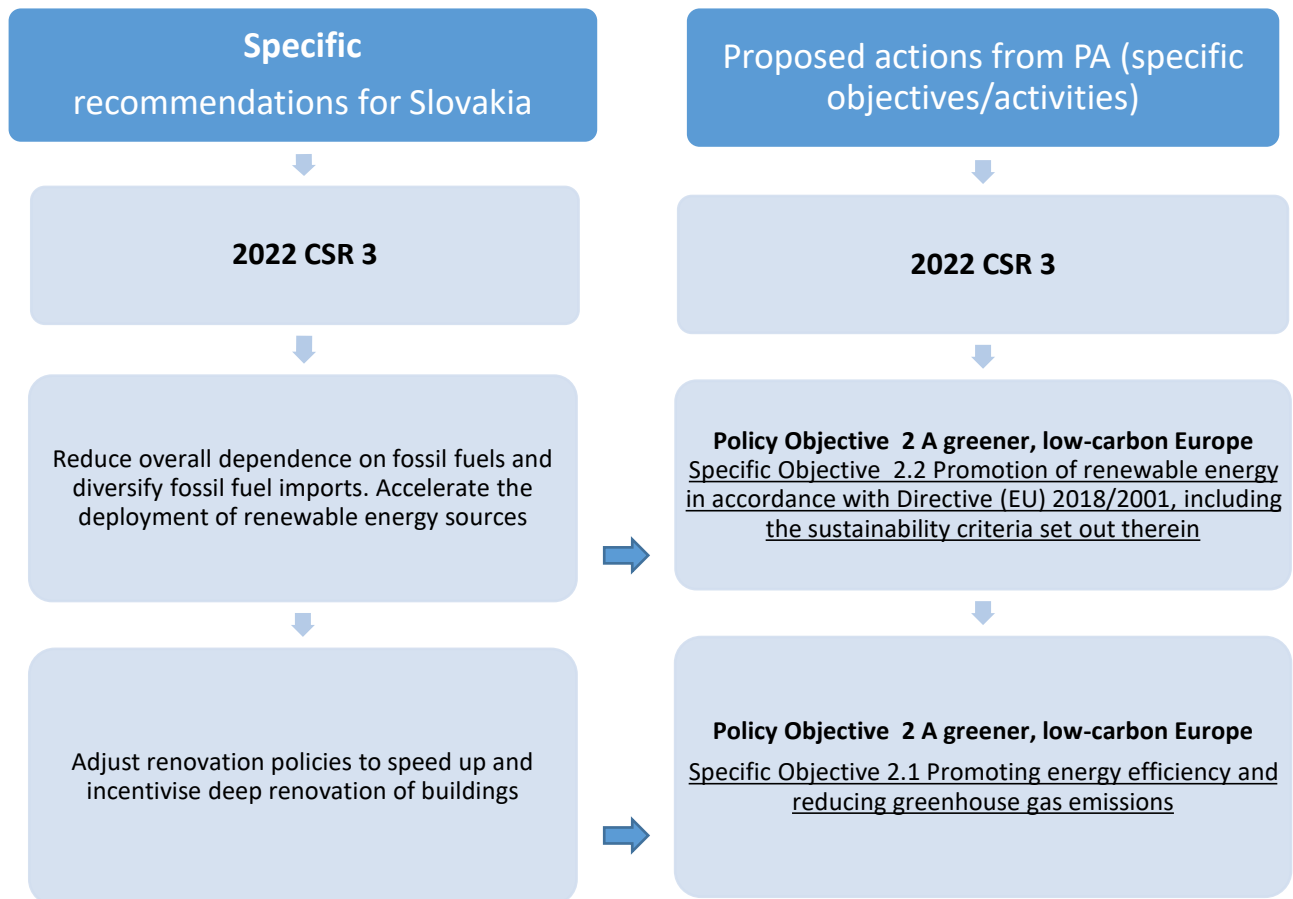 Specific
recommendations for Slovakia
2022 CSR 3
Reduce overall dependence on fossil fuels and
diversify fossil fuel imports. Accelerate the
deployment of renewable energy sources
Adjust renovation policies to speed up and
incentivise deep renovation of buildings
Proposed actions from PA (specific
objectives/activities)
2022 CSR 3
Policy Objective 2 A greener, low-carbon Europe
Specific Objective 2.2 Promotion of renewable energy
in accordance with Directive (EU) 2018/2001, including
the sustainability criteria set out therein
Policy Objective 2 A greener, low-carbon Europe
Specific Objective 2.1 Promoting energy efficiency and
reducing greenhouse gas emissions